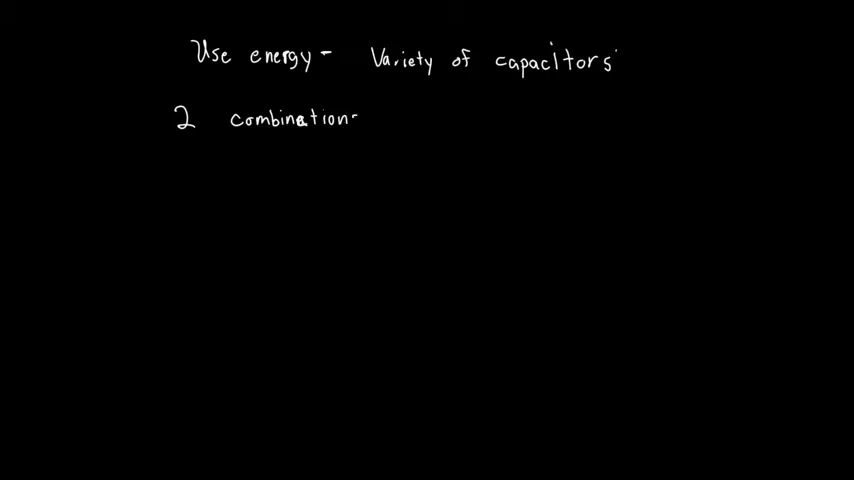 Use energy - Variety of capacitors
2 combination